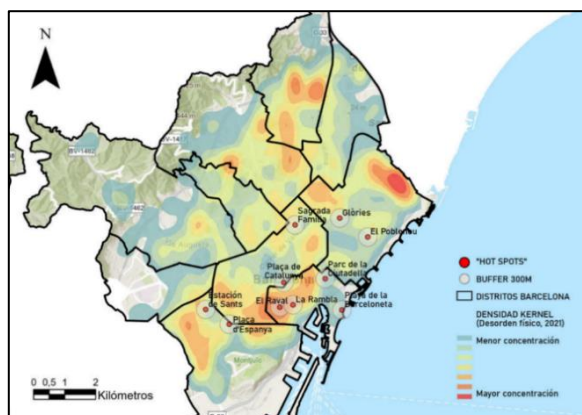 N
Sagrada
Familia
Glòries
El Poblenou
Plaça de
Catalunya
Parc de la
Ciutadella
Estación
de Sants
El Raval
La Rambla
Playa de la
Barceloneta
Plaça
d'Espanya
0 0,5 1 2
Kilómetros
"HOT SPOTS"
BUFFER 300M
DISTRITOS BARCELONA
DENSIDAD KERNEL
(Desorden físico, 2021)
Menor concentración
Mayor concentración